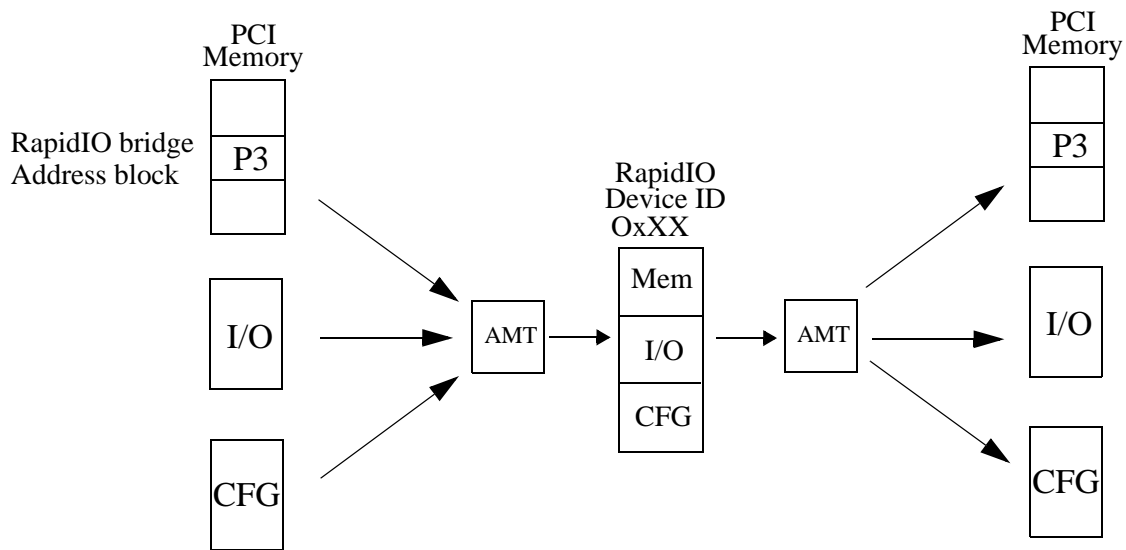 PCI
Memory
RapidIO bridge
Address block
P3
I/O
CFG
AMT
RapidIO
Device ID
OxXX
Mem
I/O
CFG
AMT
PCI
Memory
P3
I/O
CFG